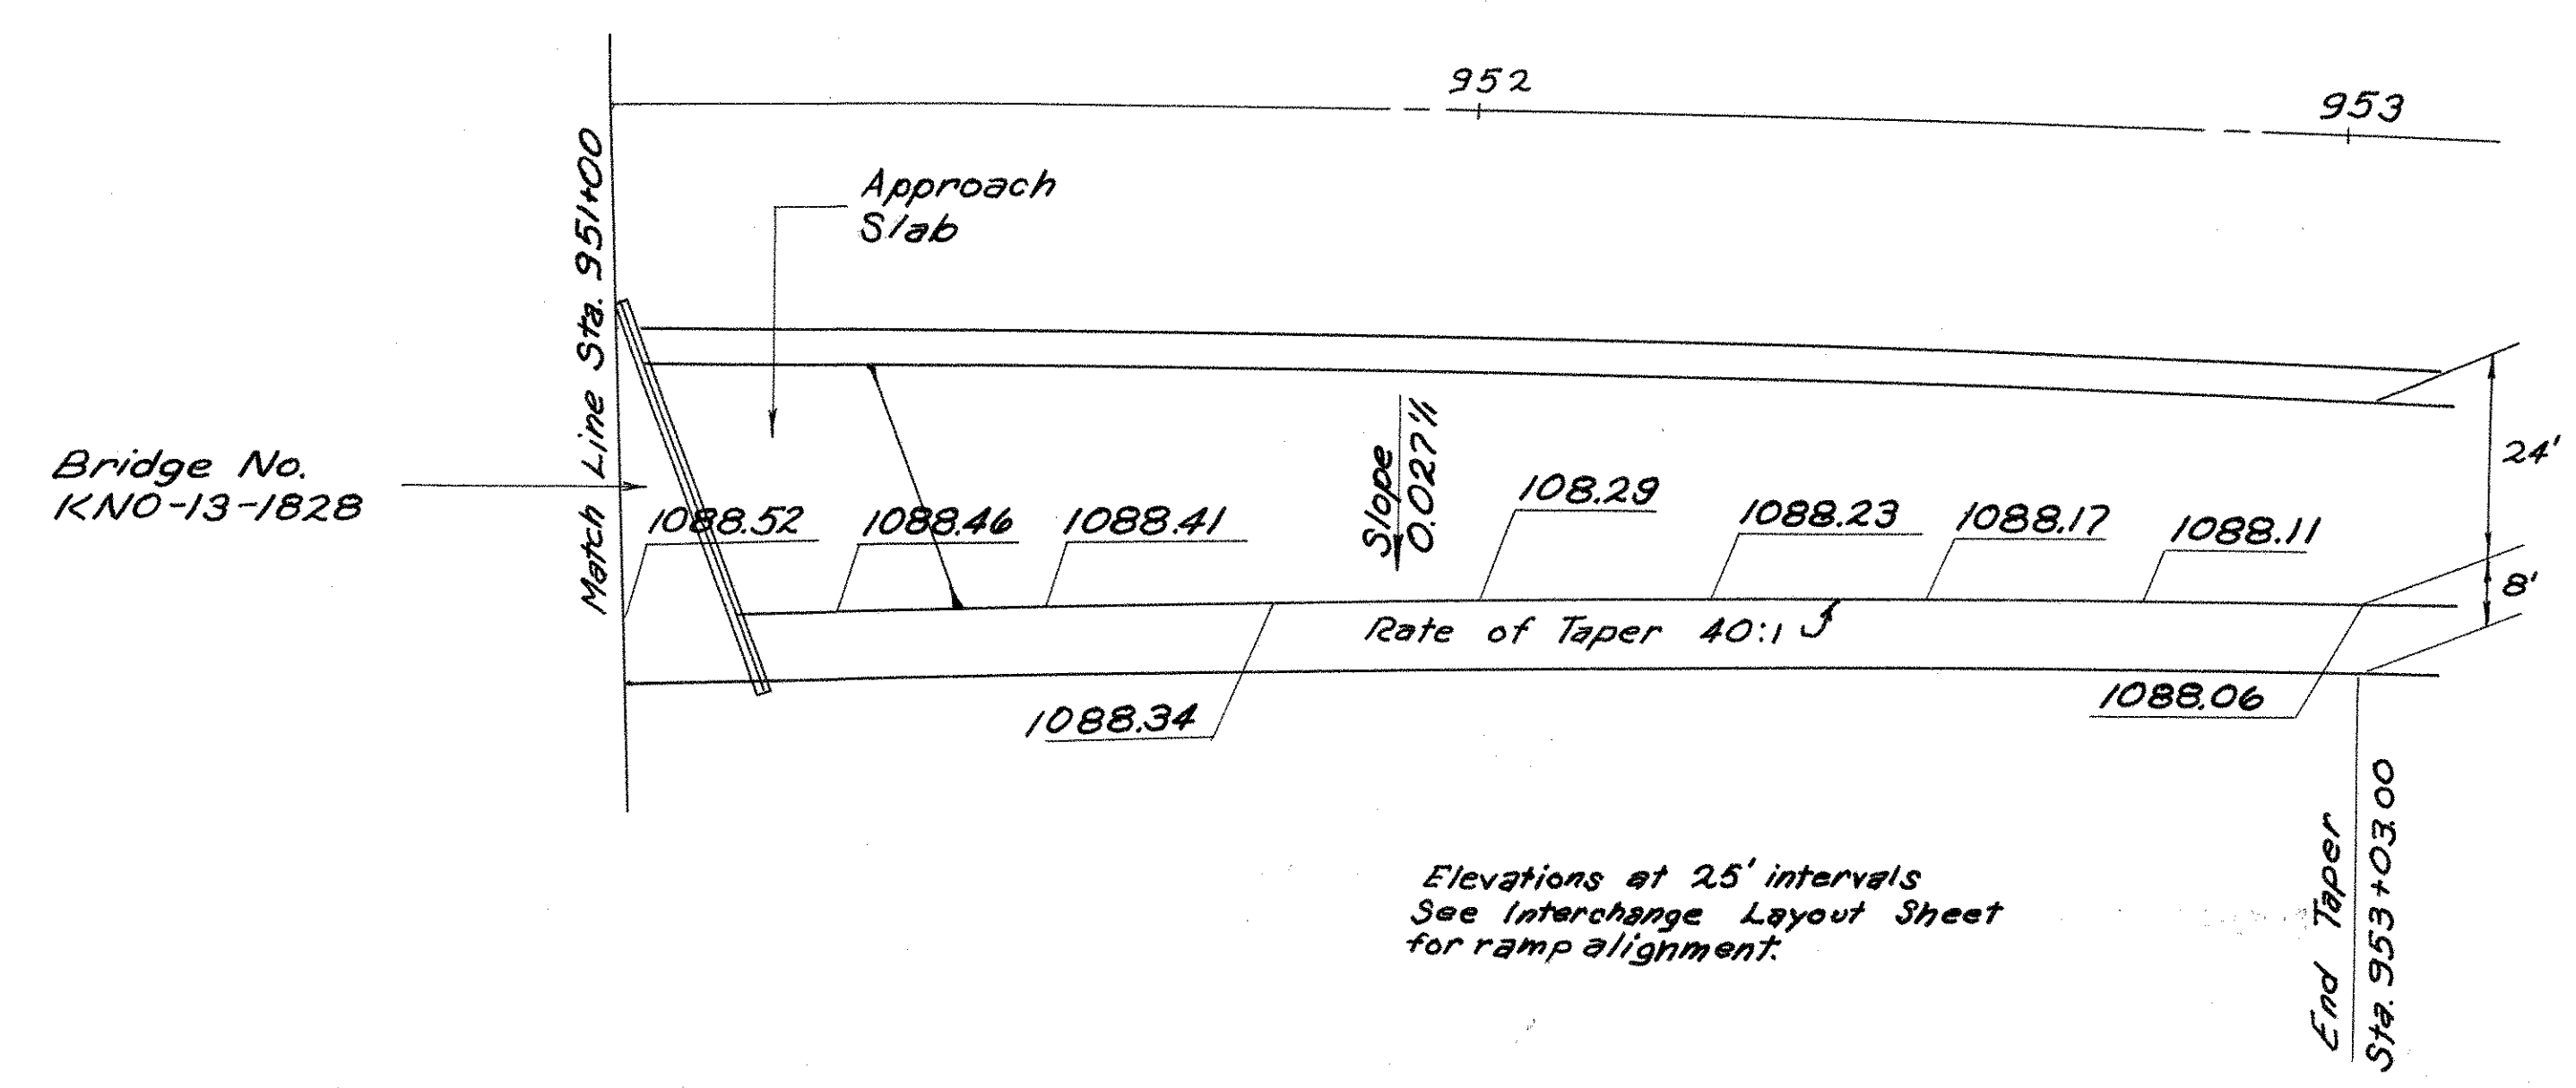 952
953
Match Line Sta. 951+00
Approach
Slab
Bridge No.
KNO-13-1828
1088.52
1088.46
1088.41
Slope
0.027 1/1
108.29
1088.23
1088.17
1088.11
24'
8'
Rate of Taper 40:1
1088.34
1088.06
End Taper
Sta. 953+03.00
Elevations at 25' intervals
See Interchange Layout Sheet
for ramp alignment.